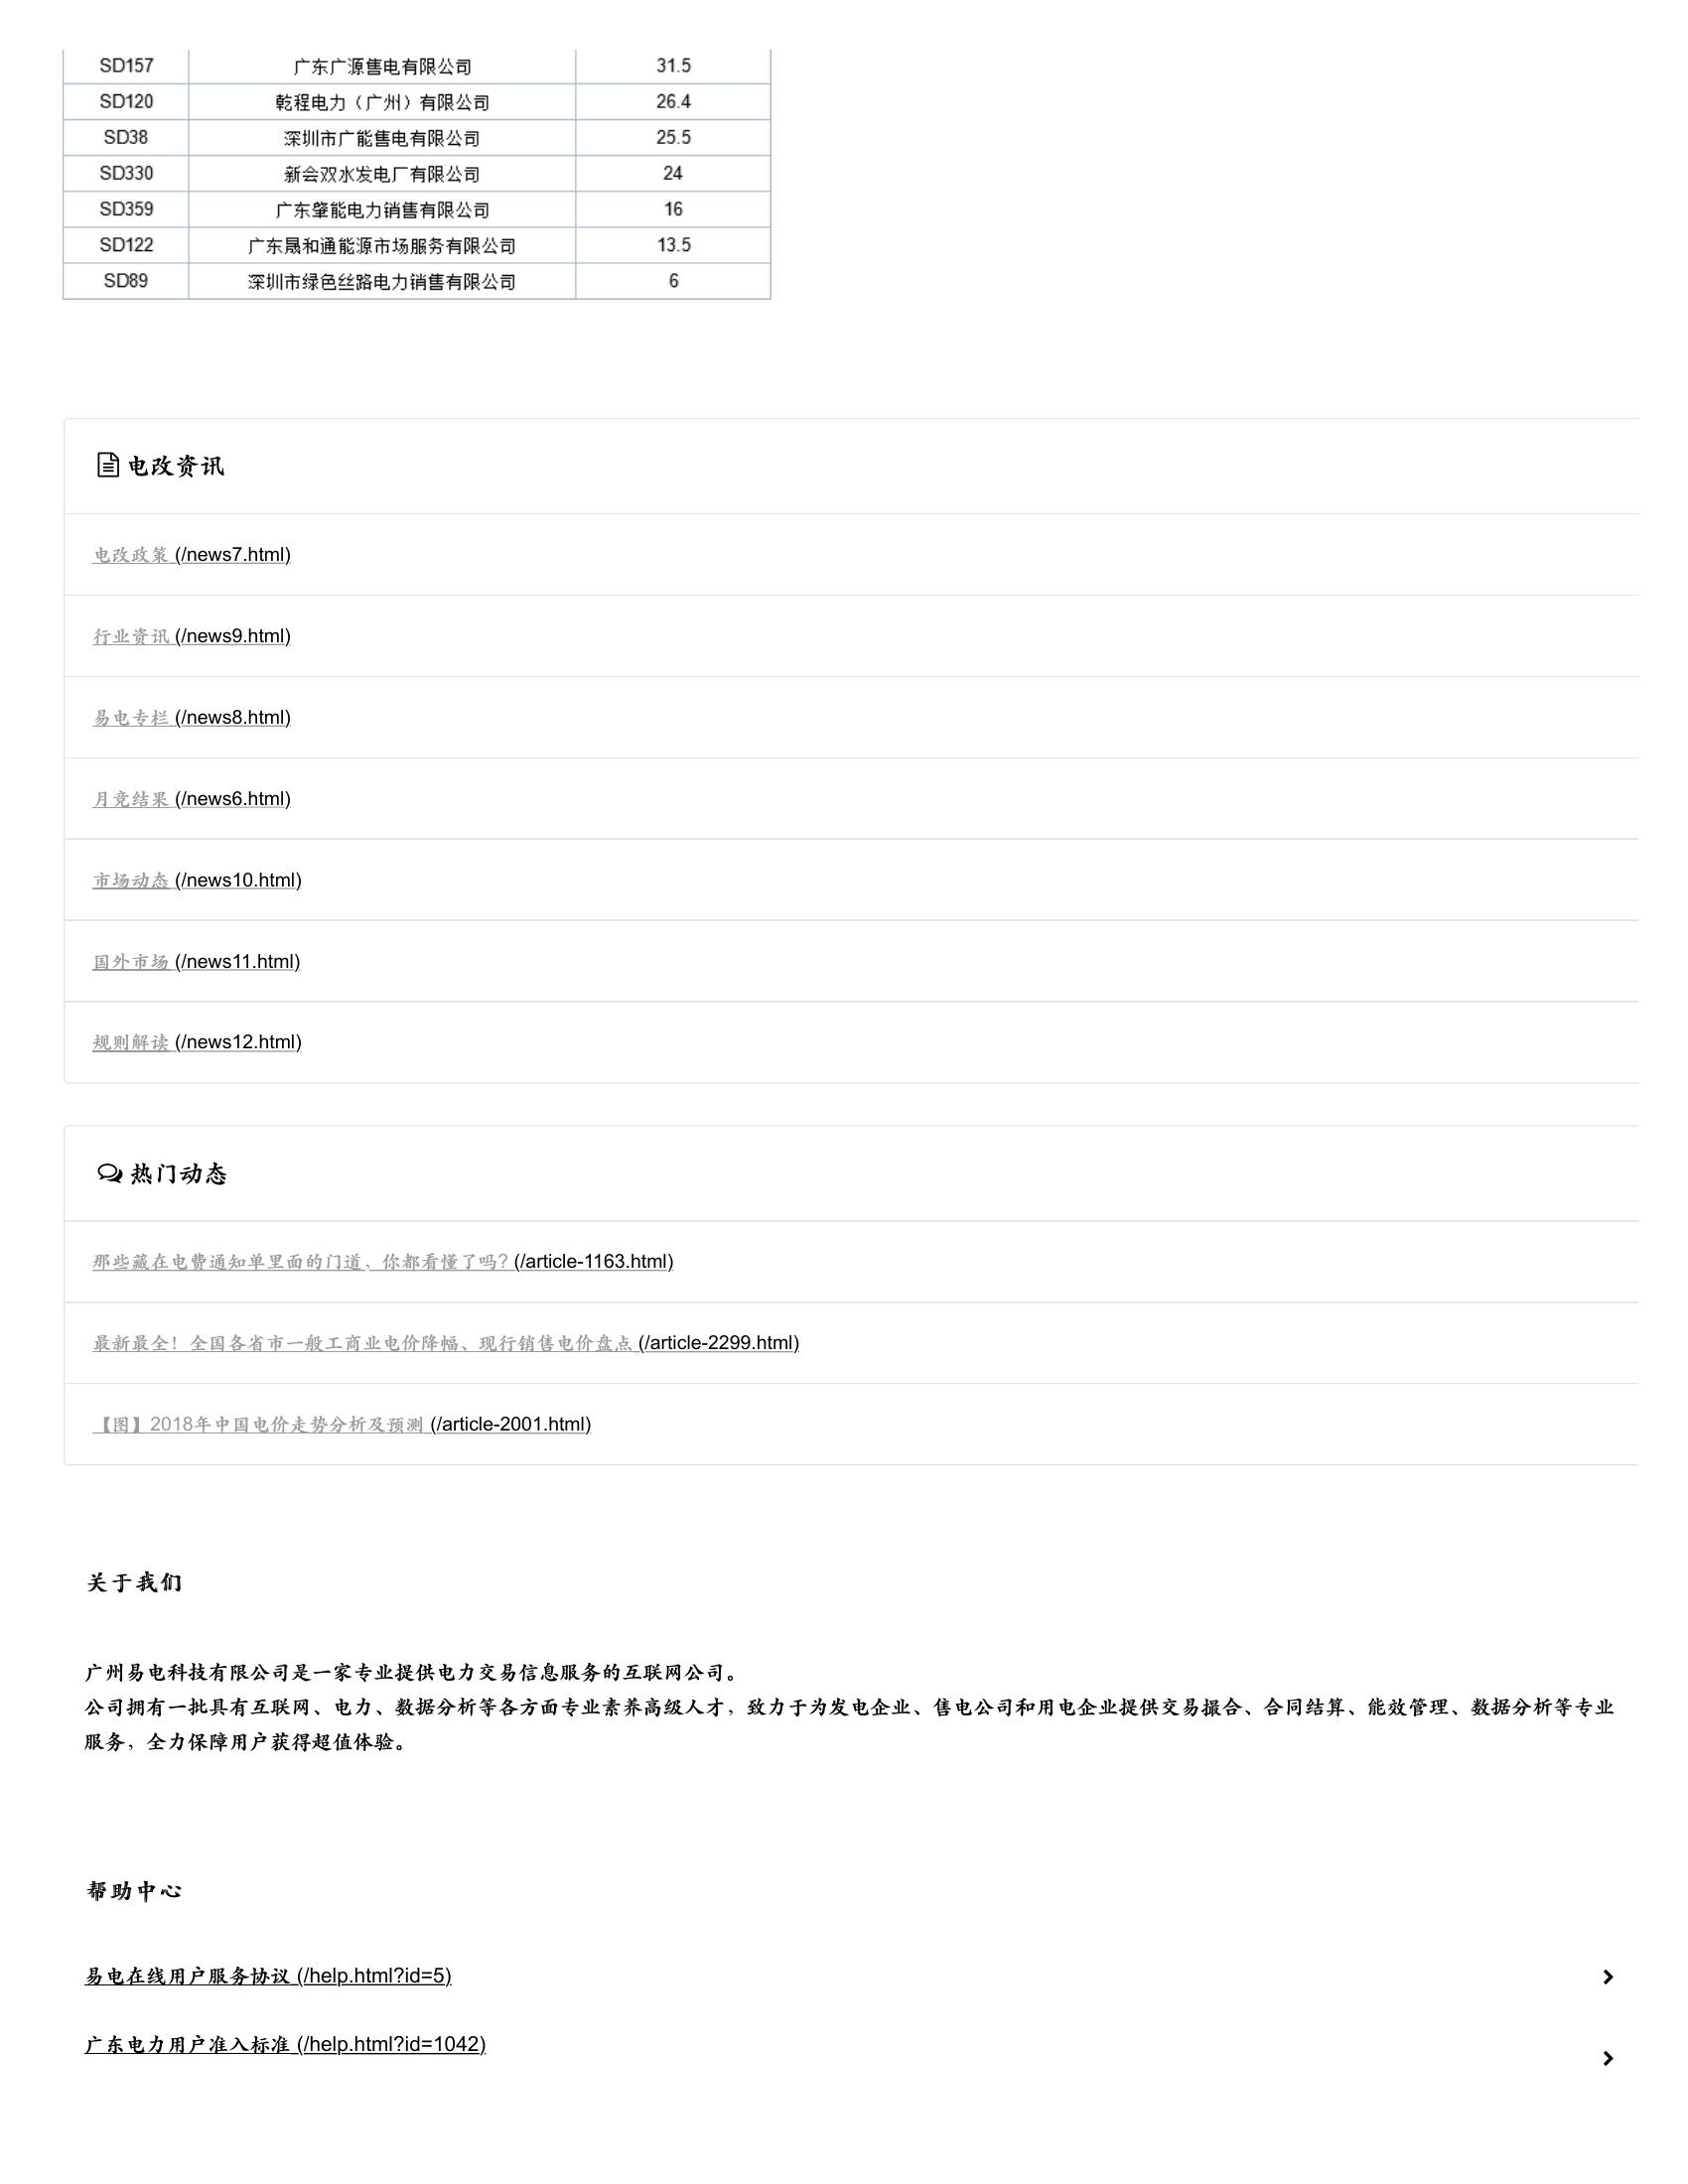 SD157 广东广源售电有限公司 31.5
SD120 乾程电力（广州）有限公司 26.4
SD38 深圳市广能售电有限公司 25.5
SD330 新会双水发电厂有限公司 24
SD359 广东肇能电力销售有限公司 16
SD122 广东晟和通能源市场服务有限公司 13.5
SD89 深圳市绿色丝路电力销售有限公司 6
电改资讯
电改政策 (/news7.html)
行业资讯 (/news9.html)
易电专栏 (/news8.html)
月竞结果 (/news6.html)
市场动态 (/news10.html)
国外市场 (/news11.html)
规则解读 (/news12.html)
热门动态
那些藏在电费通知单里面的门道，你都看懂了吗? (/article-1163.html)
最新最全！全国各省市一般工商业电价降幅、现行销售电价盘点 (/article-2299.html)
【图】2018年中国电价走势分析及预测 (/article-2001.html)
关于我们
广州易电科技有限公司是一家专业提供电力交易信息服务的互联网公司。
公司拥有一批具有互联网、电力、数据分析等各方面专业素养高级人才，致力于为发电企业、售电公司和用电企业提供交易撮合、合同结算、能效管理、数据分析等专业
服务，全力保障用户获得超值体验。
帮助中心
易电在线用户服务协议 (/help.html?id=5)
广东电力用户准入标准 (/help.html?id=1042)